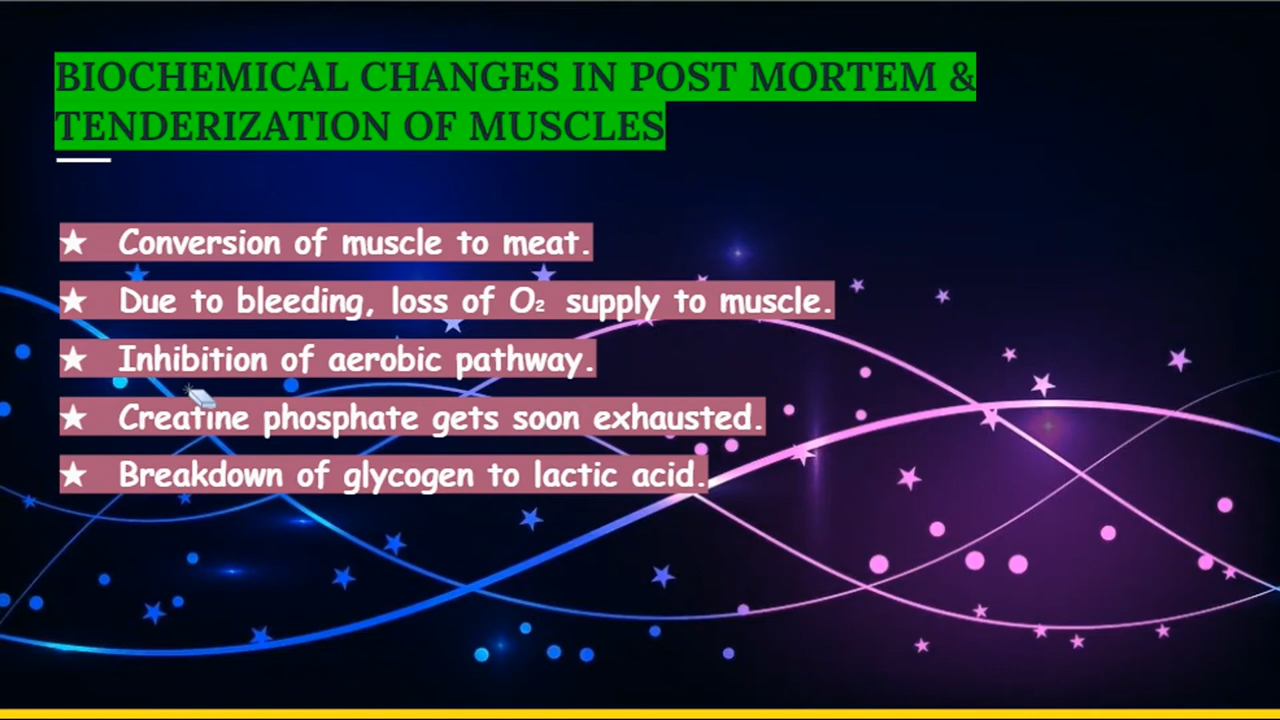 BIOCHEMICAL CHANGES IN POST MORTEM &
TENDERIZATION OF MUSCLES
★ Conversion of muscle to meat.
★ Due to bleeding, loss of O₂ supply to muscle.
★ Inhibition of aerobic pathway.
★ Creatine phosphate gets soon exhausted.
★ Breakdown of glycogen to lactic acid.